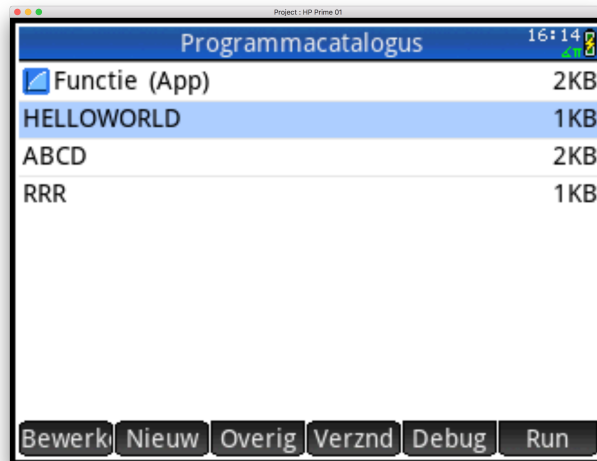 Project : HP Prime 01
Programmacatalogus 16:14
∡π
Functie (App) 2KB
HELLOWORLD 1KB
ABCD 2KB
RRR 1KB
Bewerk Nieuw Overig Verznd Debug Run